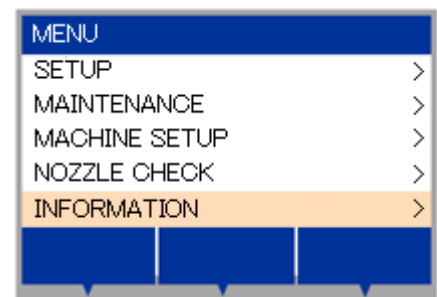 MENU
SETUP >
MAINTENANCE >
MACHINE SETUP >
NOZZLE CHECK >
INFORMATION >